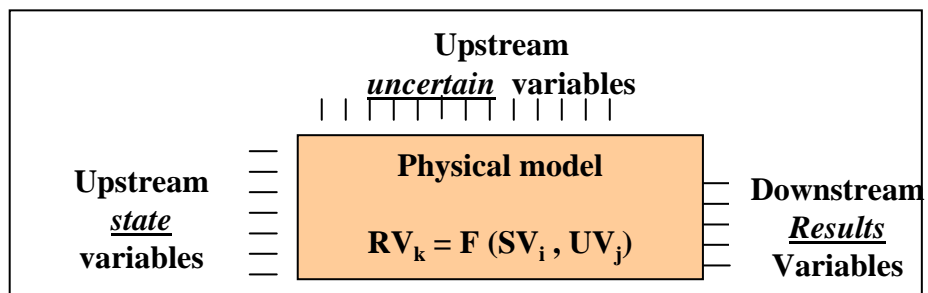 Upstream
uncertain variables
Upstream
state
variables
Physical model
RVk = F (SVi , UVj)
Downstream
Results
Variables